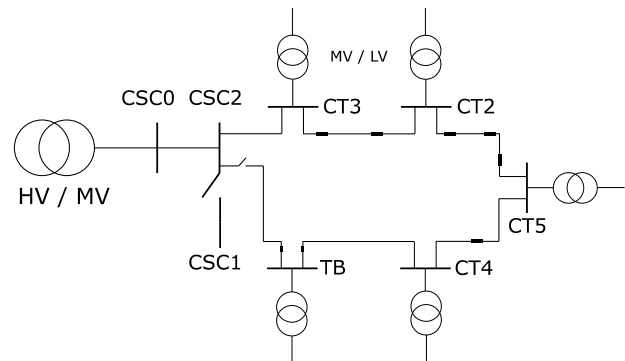 MV / LV
CSC0
CSC2
CT3
CT2
HV / MV
CT5
CSC1
TB
CT4